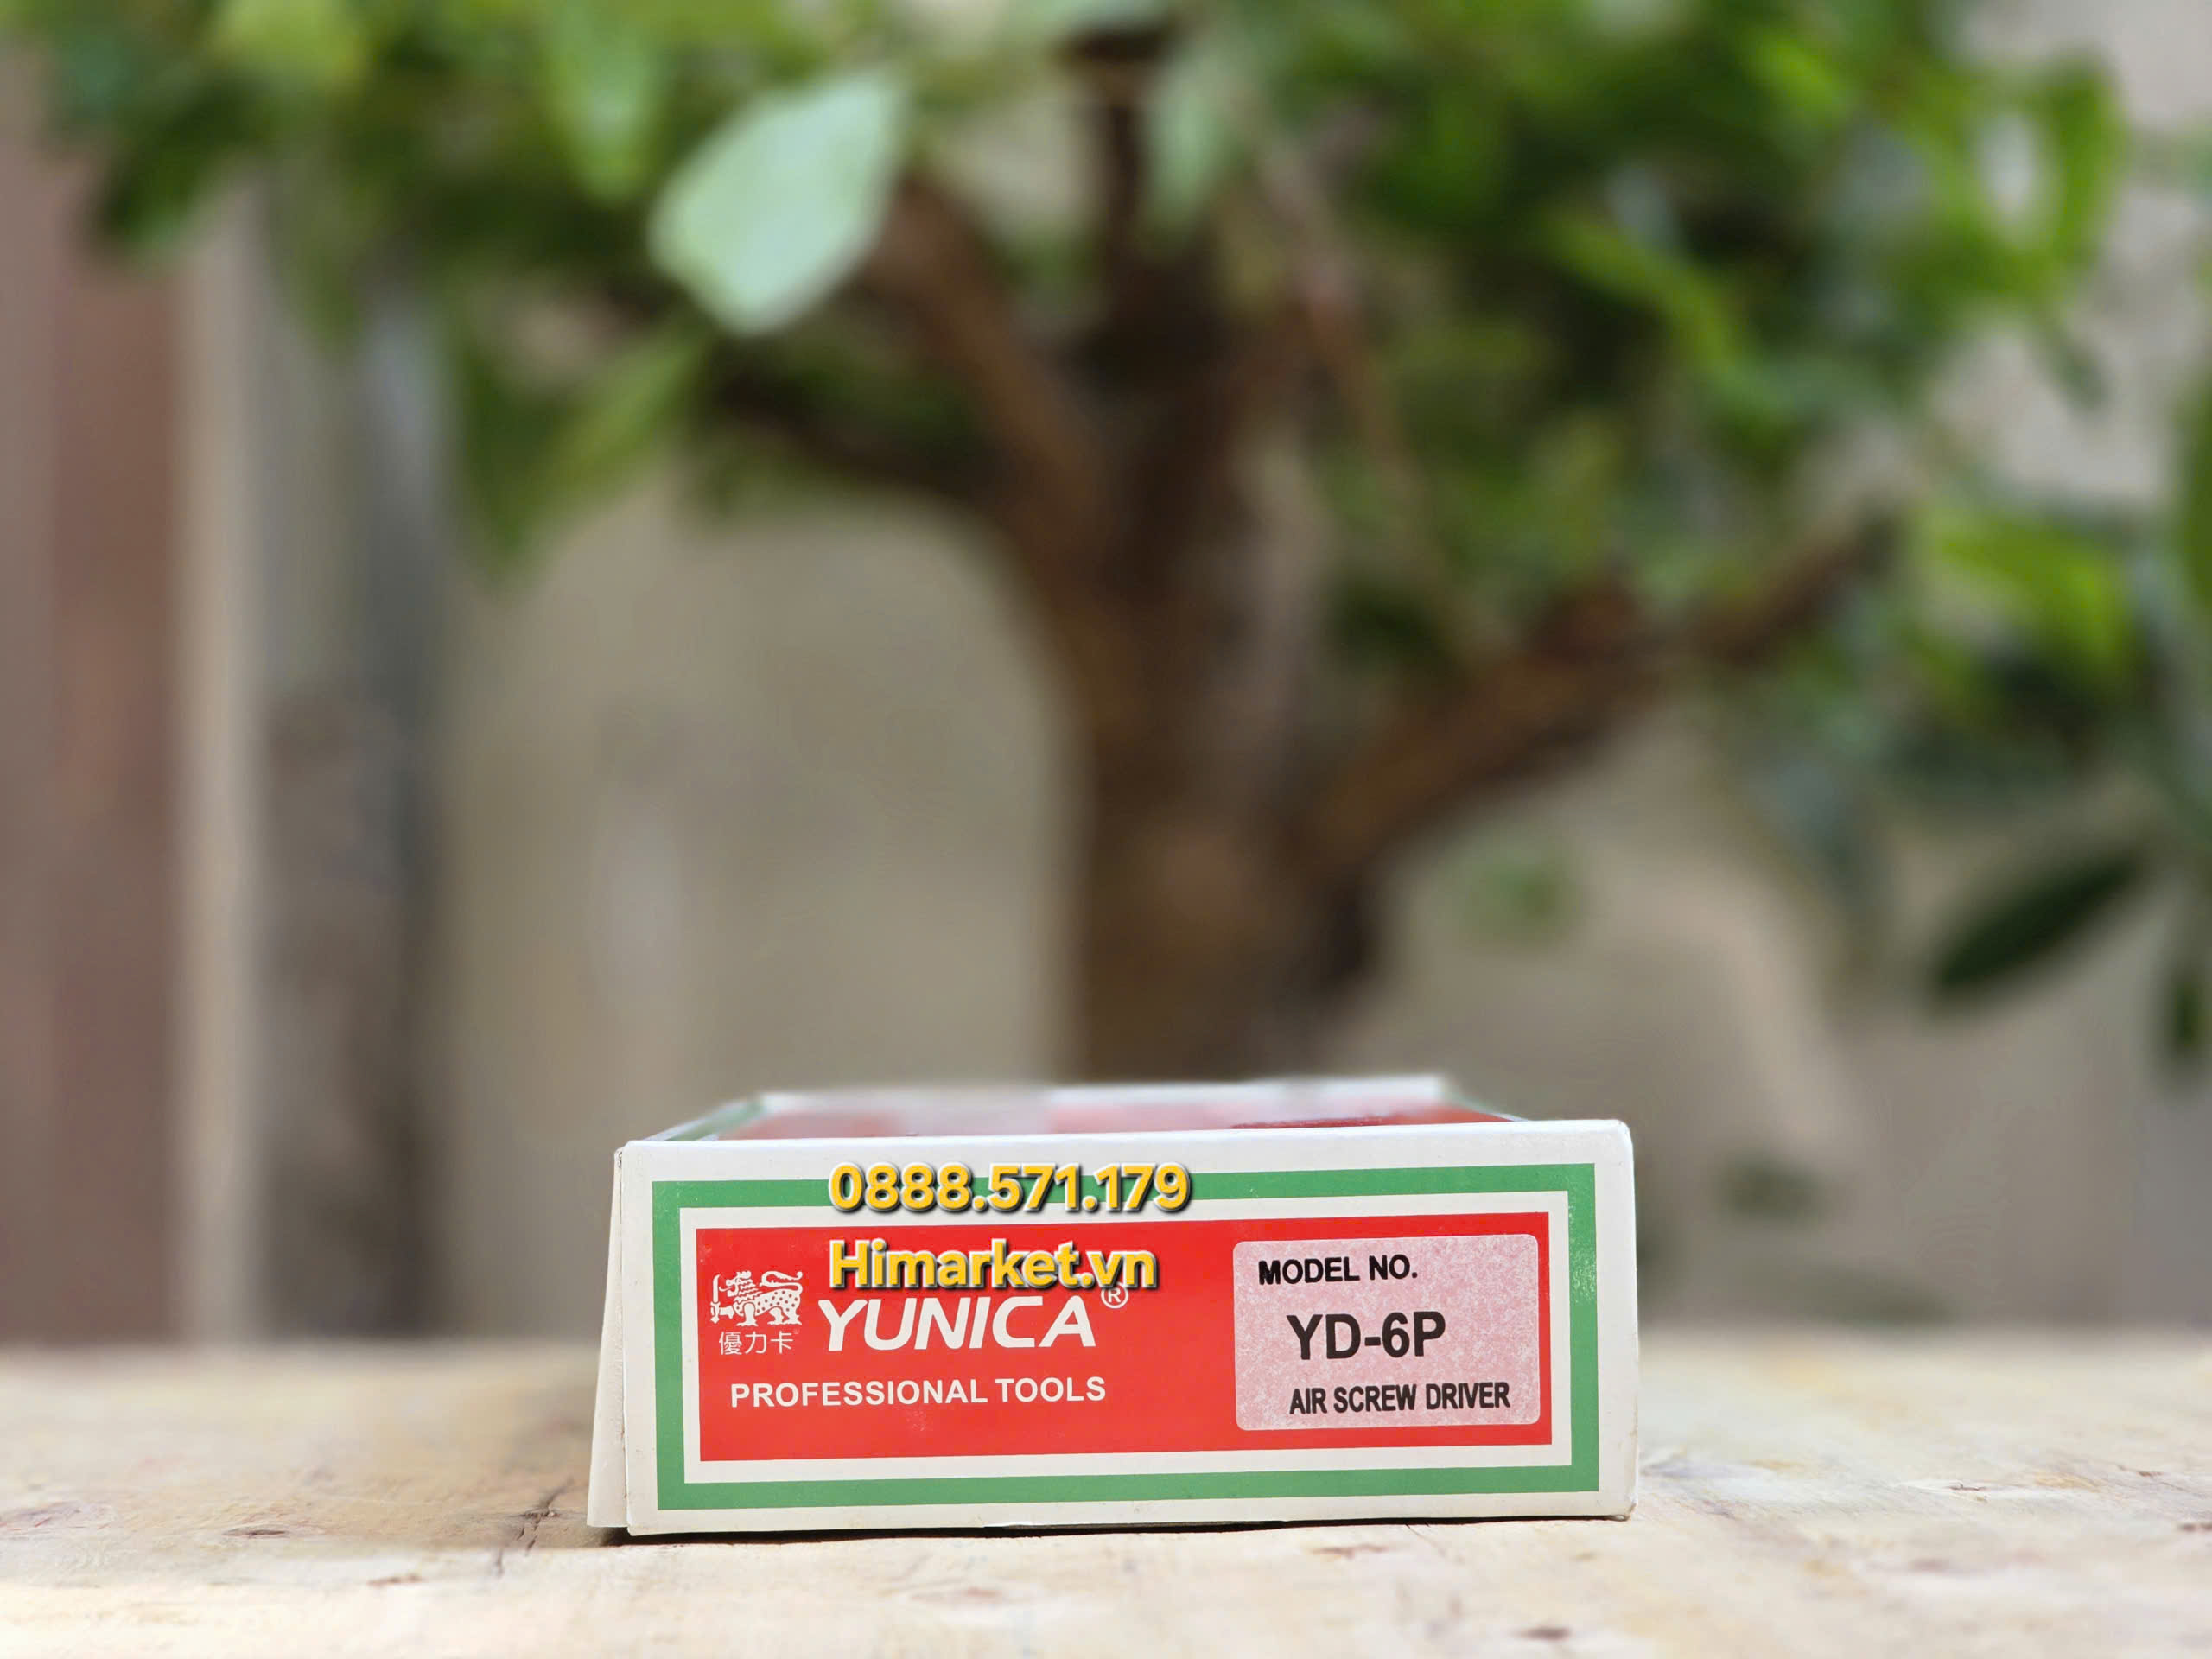 0888.571.179
Himarket.vn
YUNICA®
優力卡
PROFESSIONAL TOOLS
MODEL NO.
YD-6P
AIR SCREW DRIVER